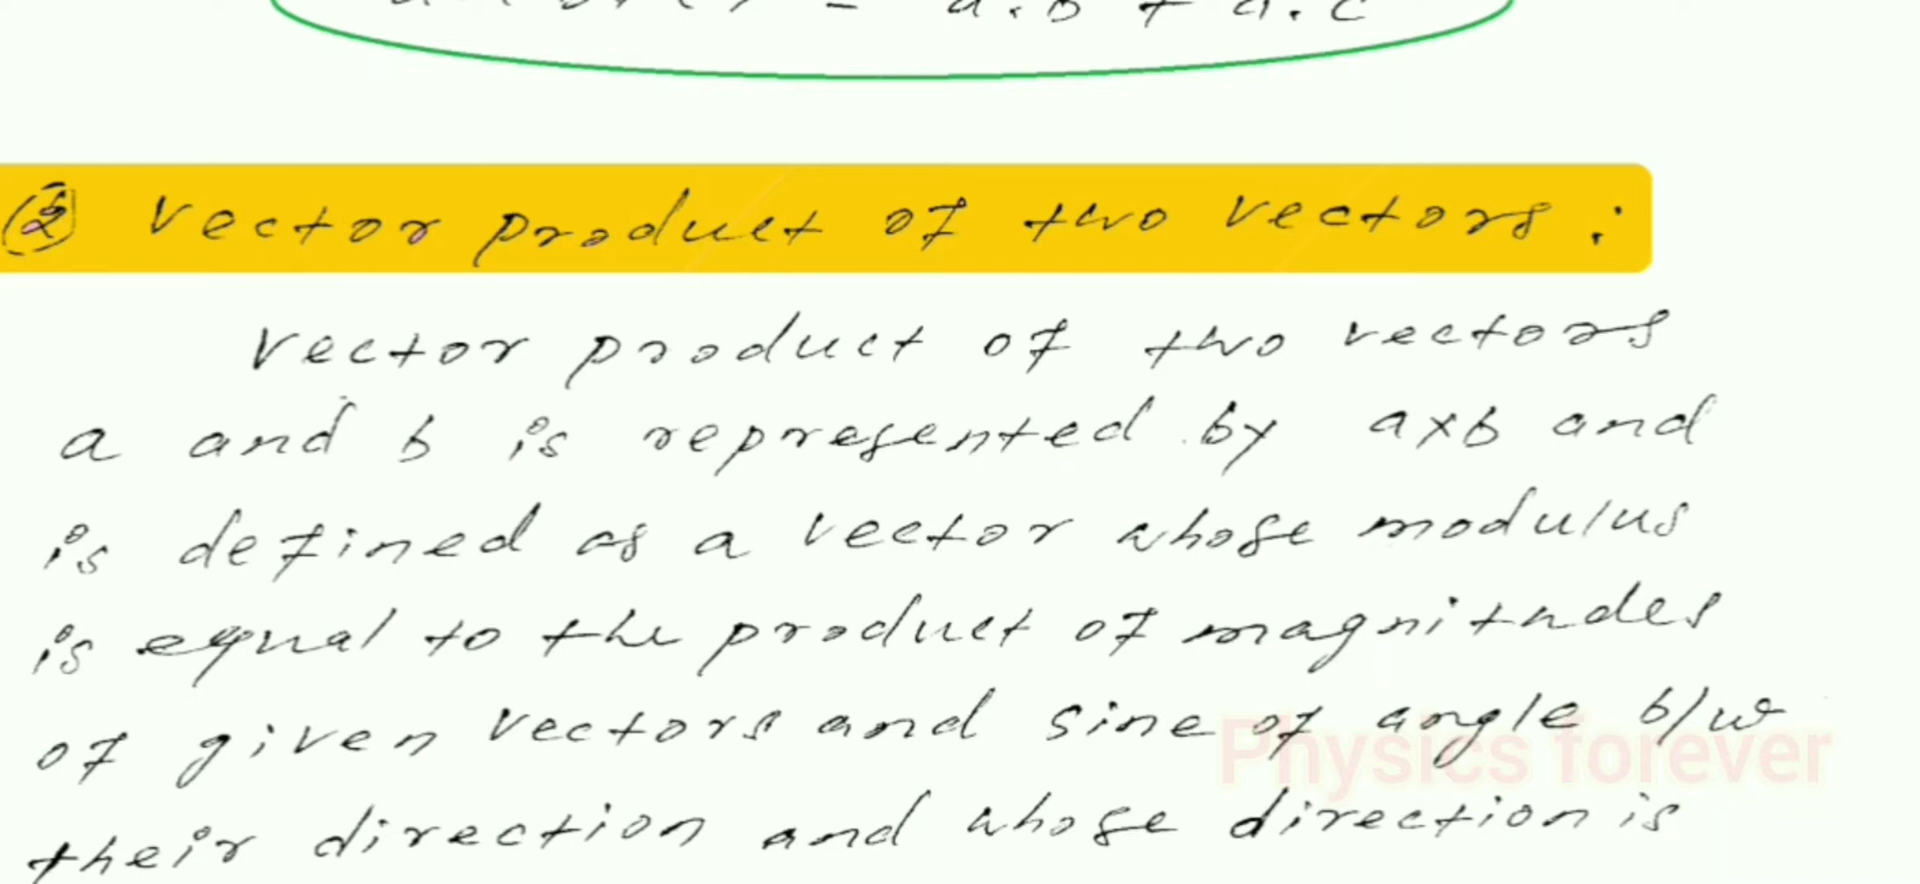 = a.b + a.c
(2) Vector product of two vectors :
Vector product of two vectors
a and b is represented by a×b and
is defined as a vector whose modulus
is equal to the product of magnitudes
of given vectors and sine of angle b/w
Physics forever
their direction and whose direction is